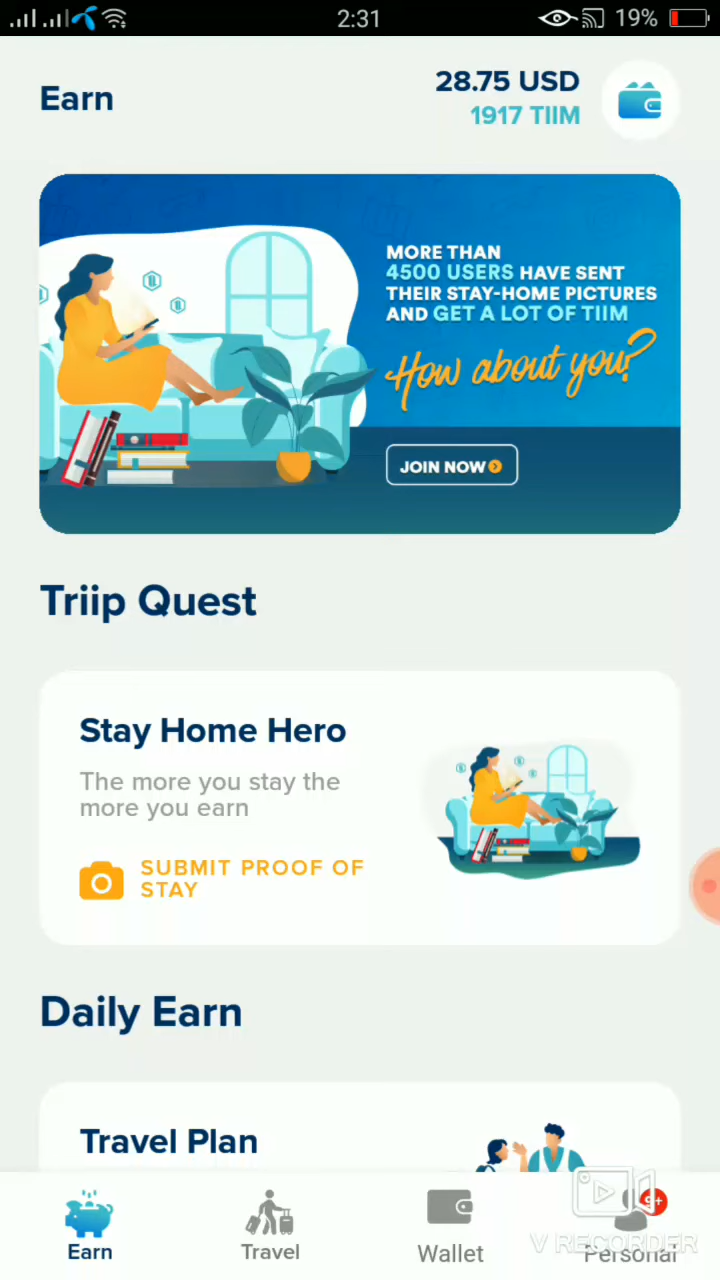 2:31
19%
Earn
28.75 USD
1917 TIIM
MORE THAN
4500 USERS HAVE SENT
THEIR STAY-HOME PICTURES
AND GET A LOT OF TIIM
How about you?
JOIN NOW
Triip Quest
Stay Home Hero
The more you stay the
more you earn
SUBMIT PROOF OF
STAY
Daily Earn
Travel Plan
9+
Earn
Travel
Wallet
Personal
V RECORDER